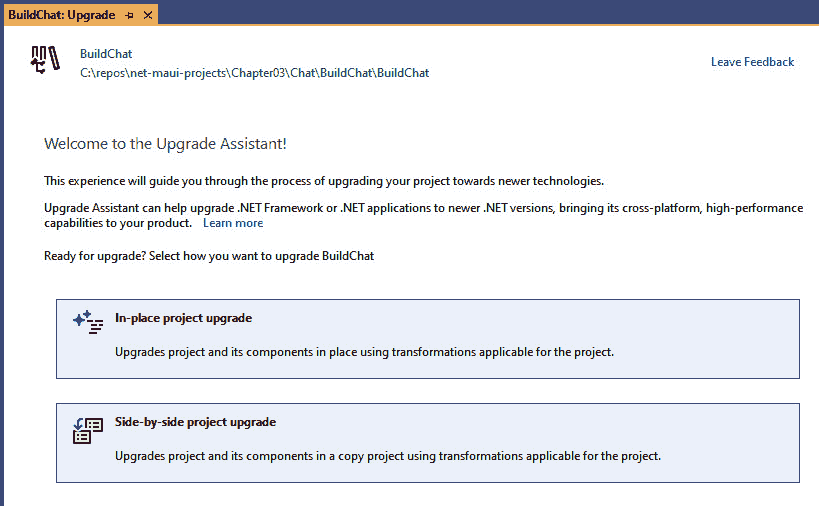 BuildChat: Upgrade
BuildChat
C:\repos\net-maui-projects\Chapter03\Chat\BuildChat\BuildChat
Leave Feedback
Welcome to the Upgrade Assistant!
This experience will guide you through the process of upgrading your project towards newer technologies.
Upgrade Assistant can help upgrade .NET Framework or .NET applications to newer .NET versions, bringing its cross-platform, high-performance
capabilities to your product. Learn more
Ready for upgrade? Select how you want to upgrade BuildChat
In-place project upgrade
Upgrades project and its components in place using transformations applicable for the project.
Side-by-side project upgrade
Upgrades project and its components in a copy project using transformations applicable for the project.